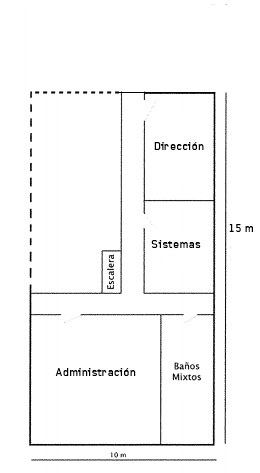 Dirección
15 m
Sistemas
Escalera
Administración
Baños
Mixtos
10 m